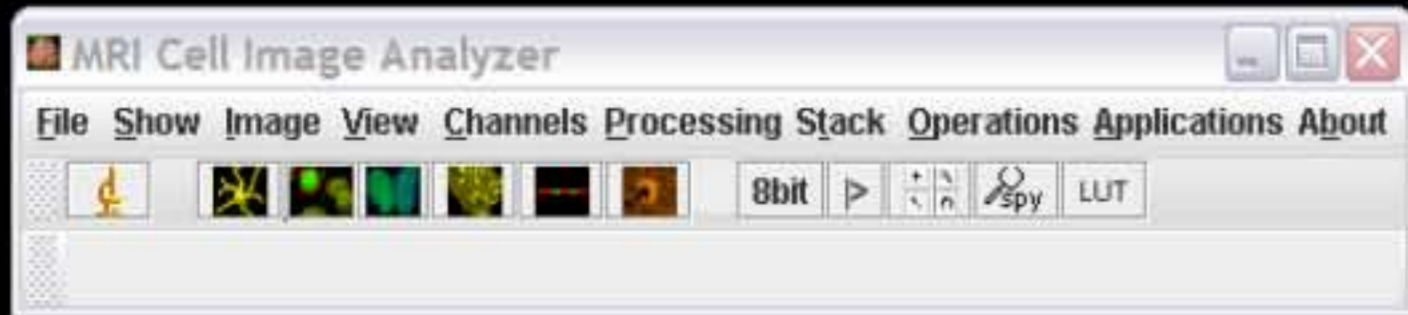 MRI Cell Image Analyzer
File Show Image View Channels Processing Stack Operations Applications About
8bit spy LUT